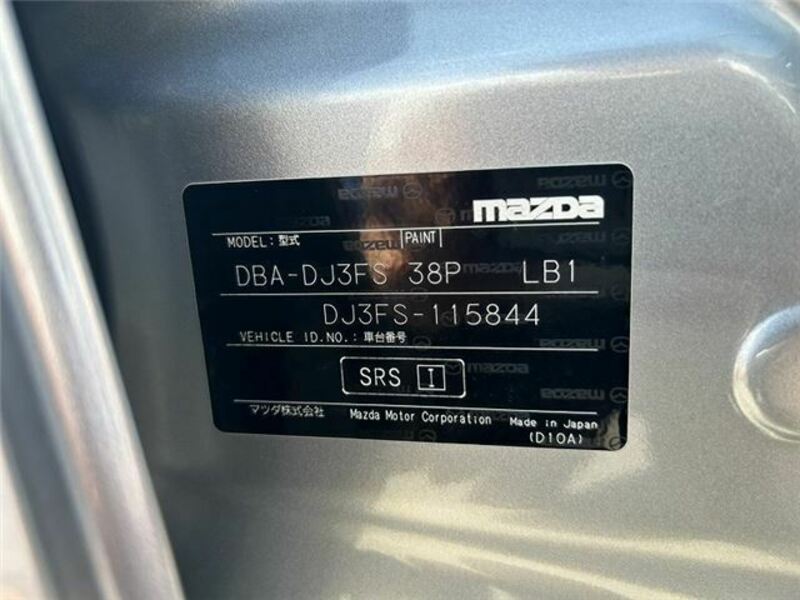 mazda
MODEL: 型式 PAINT
DBA-DJ3FS 38P LB1
DJ3FS-115844
VEHICLE ID.NO.: 車台番号
SRS I
マツダ株式会社 Mazda Motor Corporation Made in Japan
(D10A)